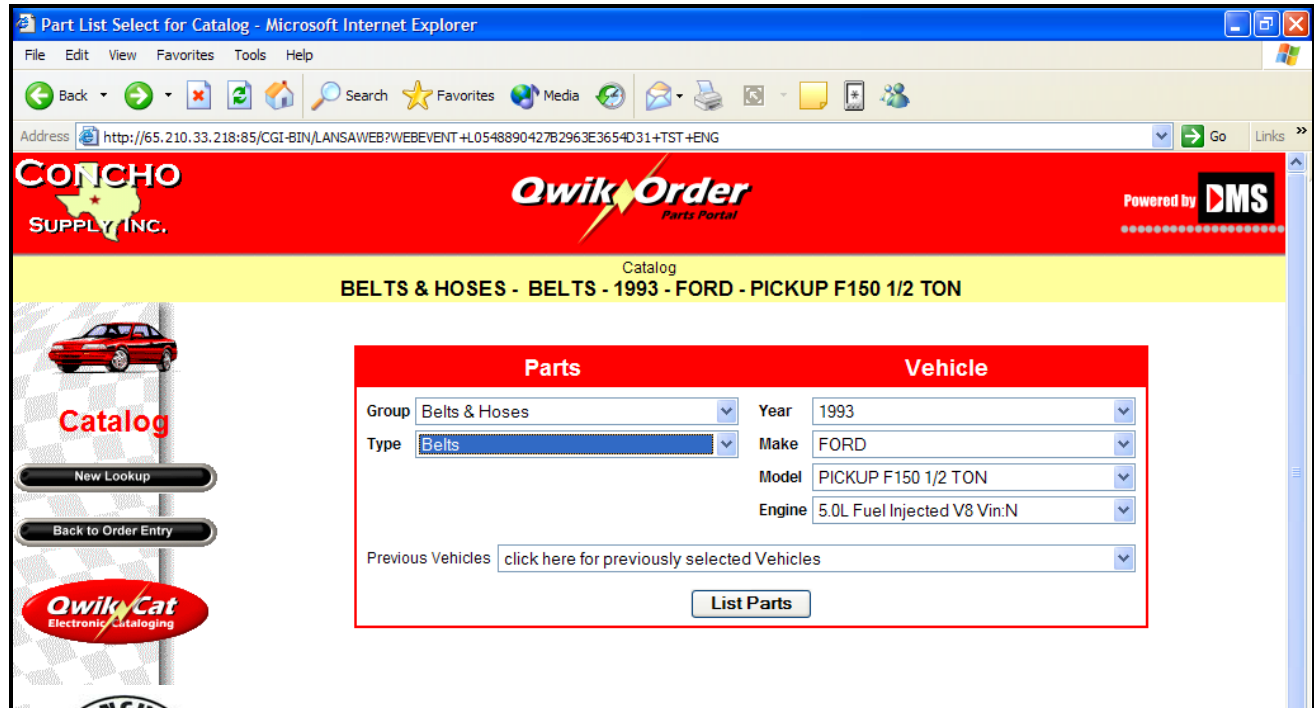 Part List Select for Catalog - Microsoft Internet Explorer
File Edit View Favorites Tools Help
Back Search Favorites Media
Address http://65.210.33.218:85/CGI-BIN/LANSAWEB?WEBEVENT+L0548890427B2963E3654D31+TST+ENG Go Links »
CONCHO
SUPPLY INC.
Qwik Order
Parts Portal
Powered by DMS
Catalog
BELTS & HOSES - BELTS - 1993 - FORD - PICKUP F150 1/2 TON
Catalog
New Lookup
Back to Order Entry
Qwik Cat
Electronic Cataloging
Parts Vehicle
Group Belts & Hoses Year 1993
Type Belts Make FORD
Model PICKUP F150 1/2 TON
Engine 5.0L Fuel Injected V8 Vin:N
Previous Vehicles click here for previously selected Vehicles
List Parts